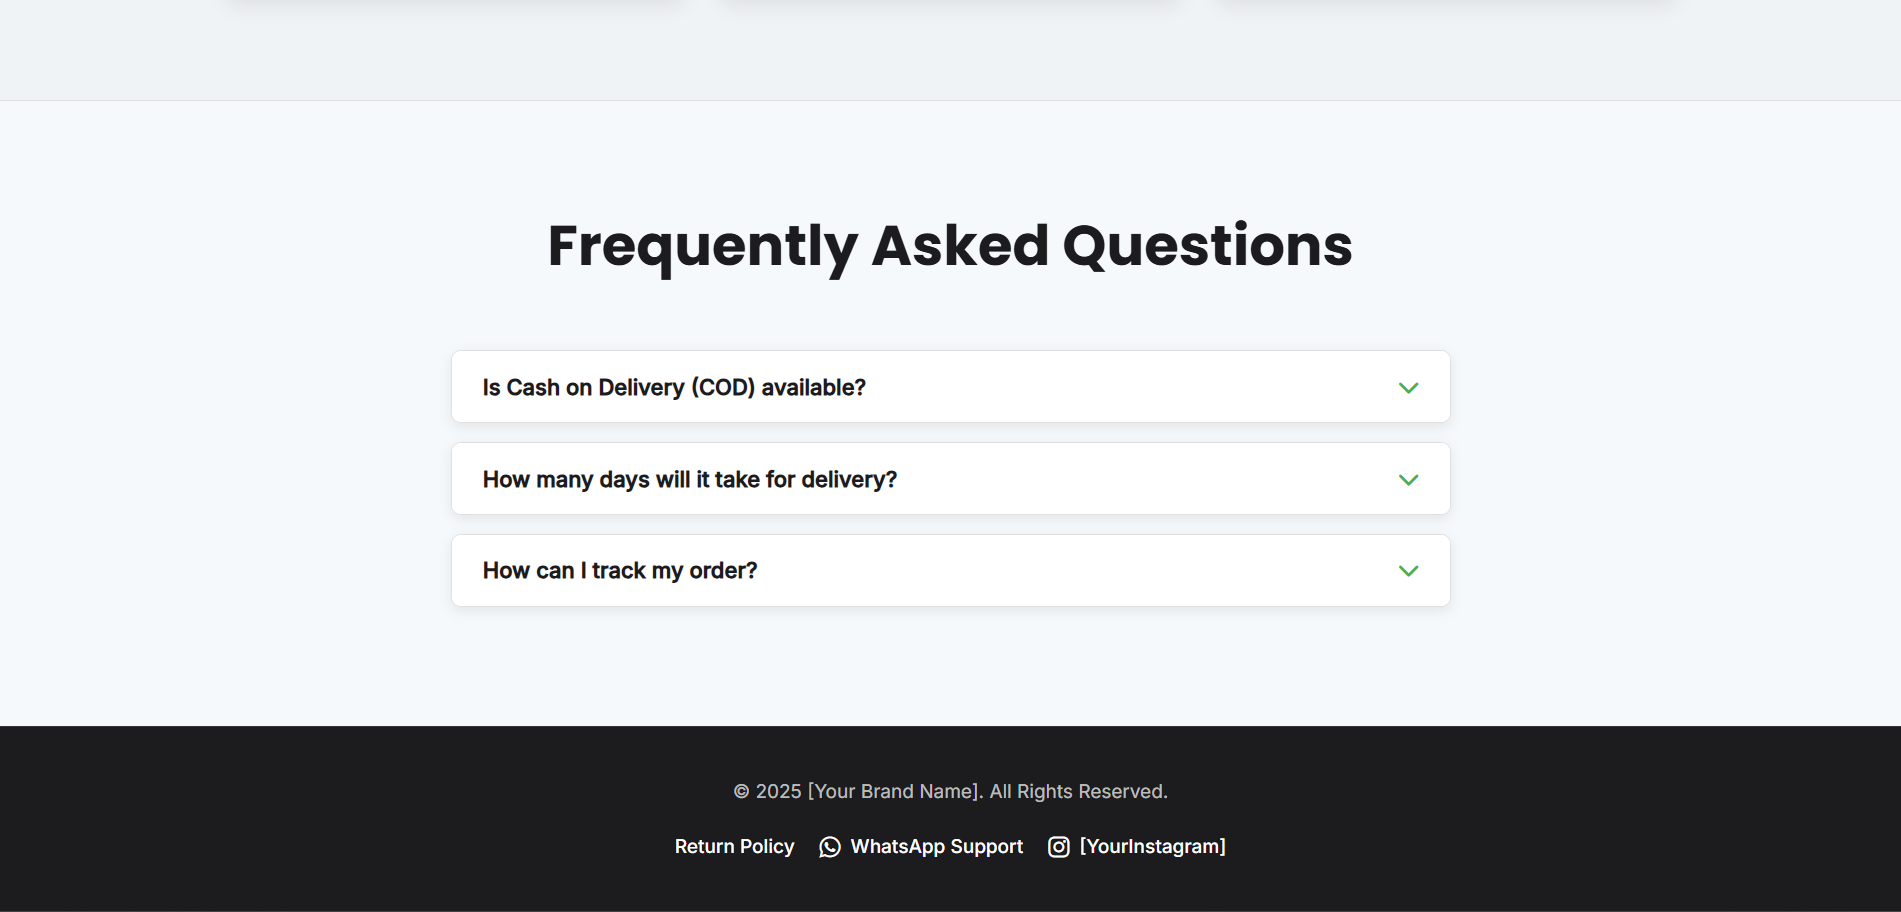 Frequently Asked Questions
Is Cash on Delivery (COD) available?
How many days will it take for delivery?
How can I track my order?
© 2025 [Your Brand Name]. All Rights Reserved.
Return Policy WhatsApp Support [YourInstagram]